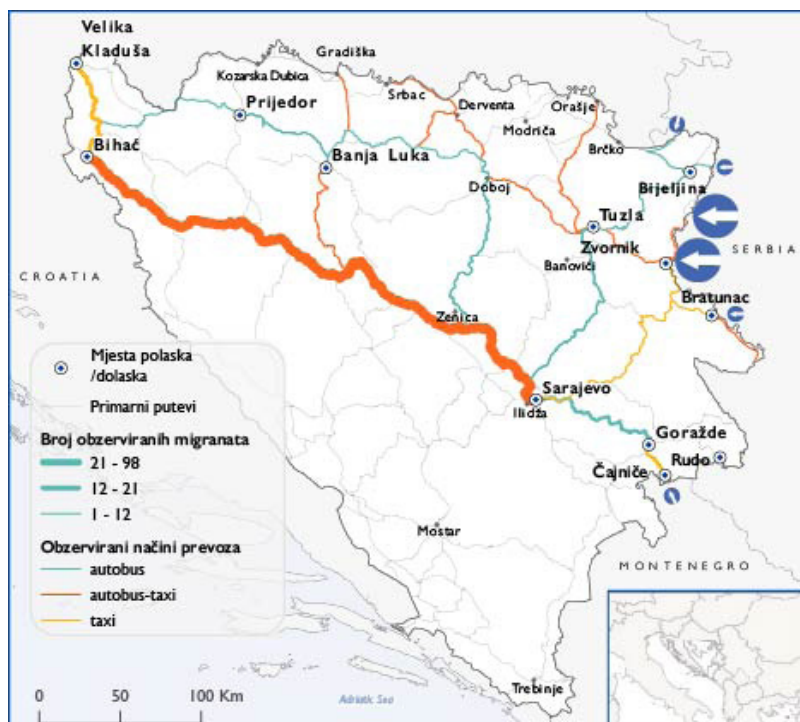 Velika
Kladuša
Gradiška
Kozarska Dubica
Srbac
Prijedor
Derventa
Orašje
Modriča
Bihać
Banja Luka
Brčko
Doboj
Bijeljina
Tuzla
Zvornik
SERBIA
CROATIA
Banovići
Bratunac
Zenica
Sarajevo
Ilidža
Goražde
Čajniče
Rudo
Mostar
MONTENEGRO
Trebinje
Adriatic Sea
Mjesta polaska
/dolaska
Primarni putevi
Broj obzerviranih migranata
21 - 98
12 - 21
1 - 12
Obzervirani načini prevoza
autobus
autobus-taxi
taxi
0 50 100 Km